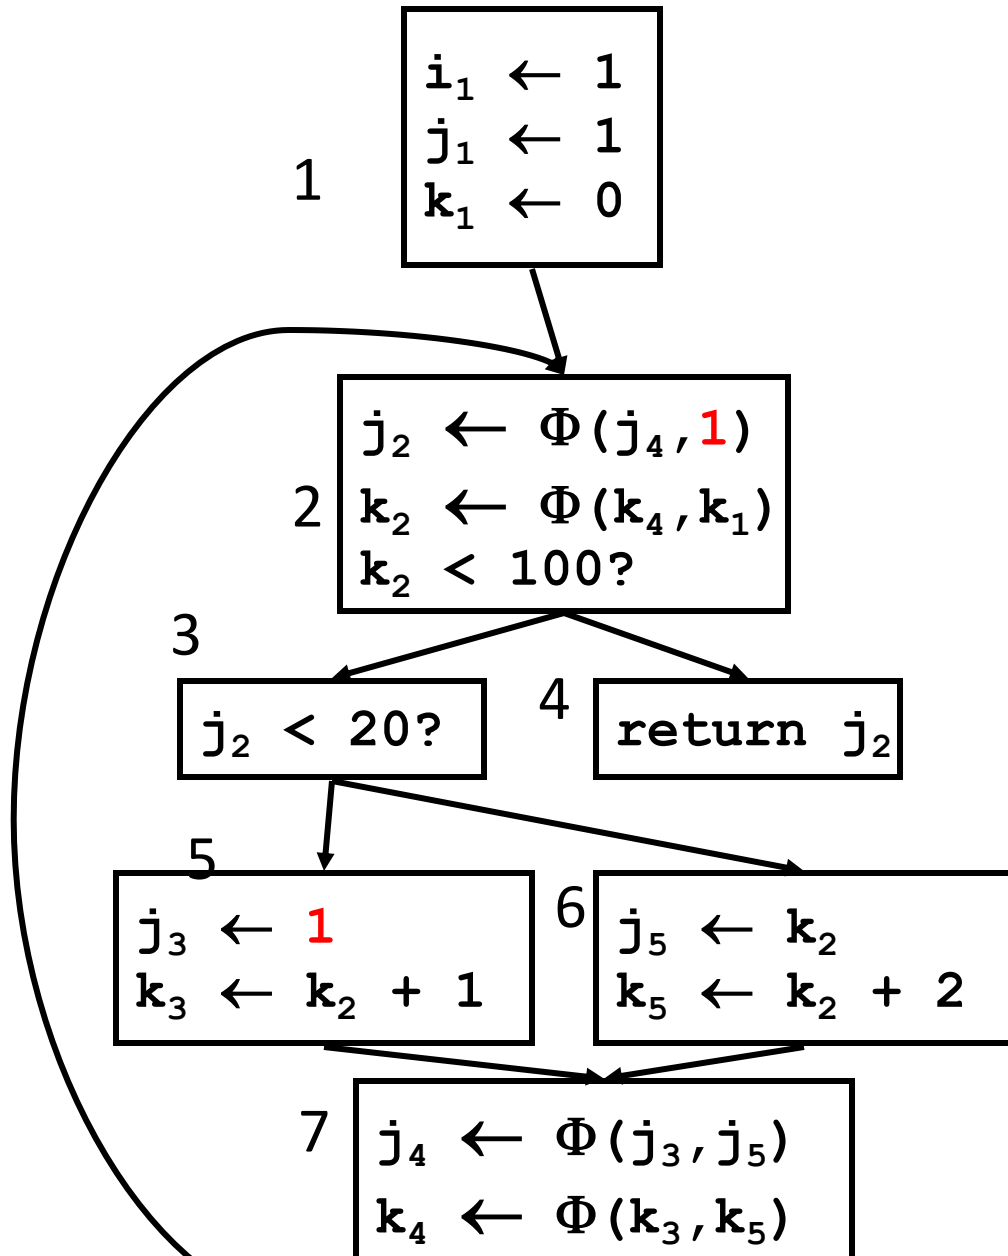 1
i₁ ← 1
j₁ ← 1
k₁ ← 0
2
j₂ ← Φ(j₄,1)
k₂ ← Φ(k₄,k₁)
k₂ < 100?
3
j₂ < 20?
4
return j₂
5
j₃ ← 1
k₃ ← k₂ + 1
6
j₅ ← k₂
k₅ ← k₂ + 2
7
j₄ ← Φ(j₃,j₅)
k₄ ← Φ(k₃,k₅)